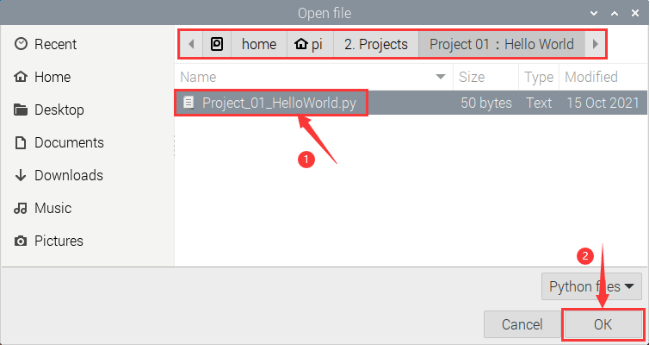 Open file
Recent
home pi 2. Projects Project 01：Hello World
Home
Name Size Type Modified
Project_01_HelloWorld.py 50 bytes Text 15 Oct 2021
Desktop
Documents
1
Downloads
Music
Pictures
2
Python files
Cancel OK